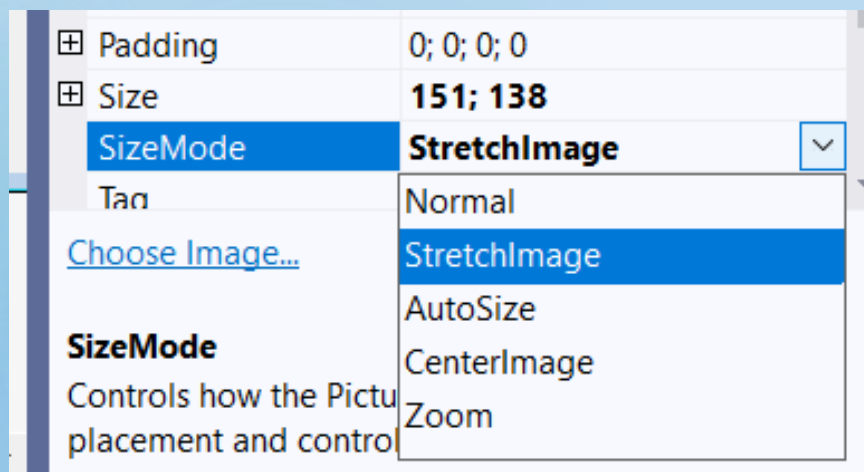 Padding 0; 0; 0; 0
Size 151; 138
SizeMode StretchImage
Tag Normal
StretchImage
Choose Image...
AutoSize
SizeMode
CenterImage
Controls how the Pictu
Zoom
placement and control